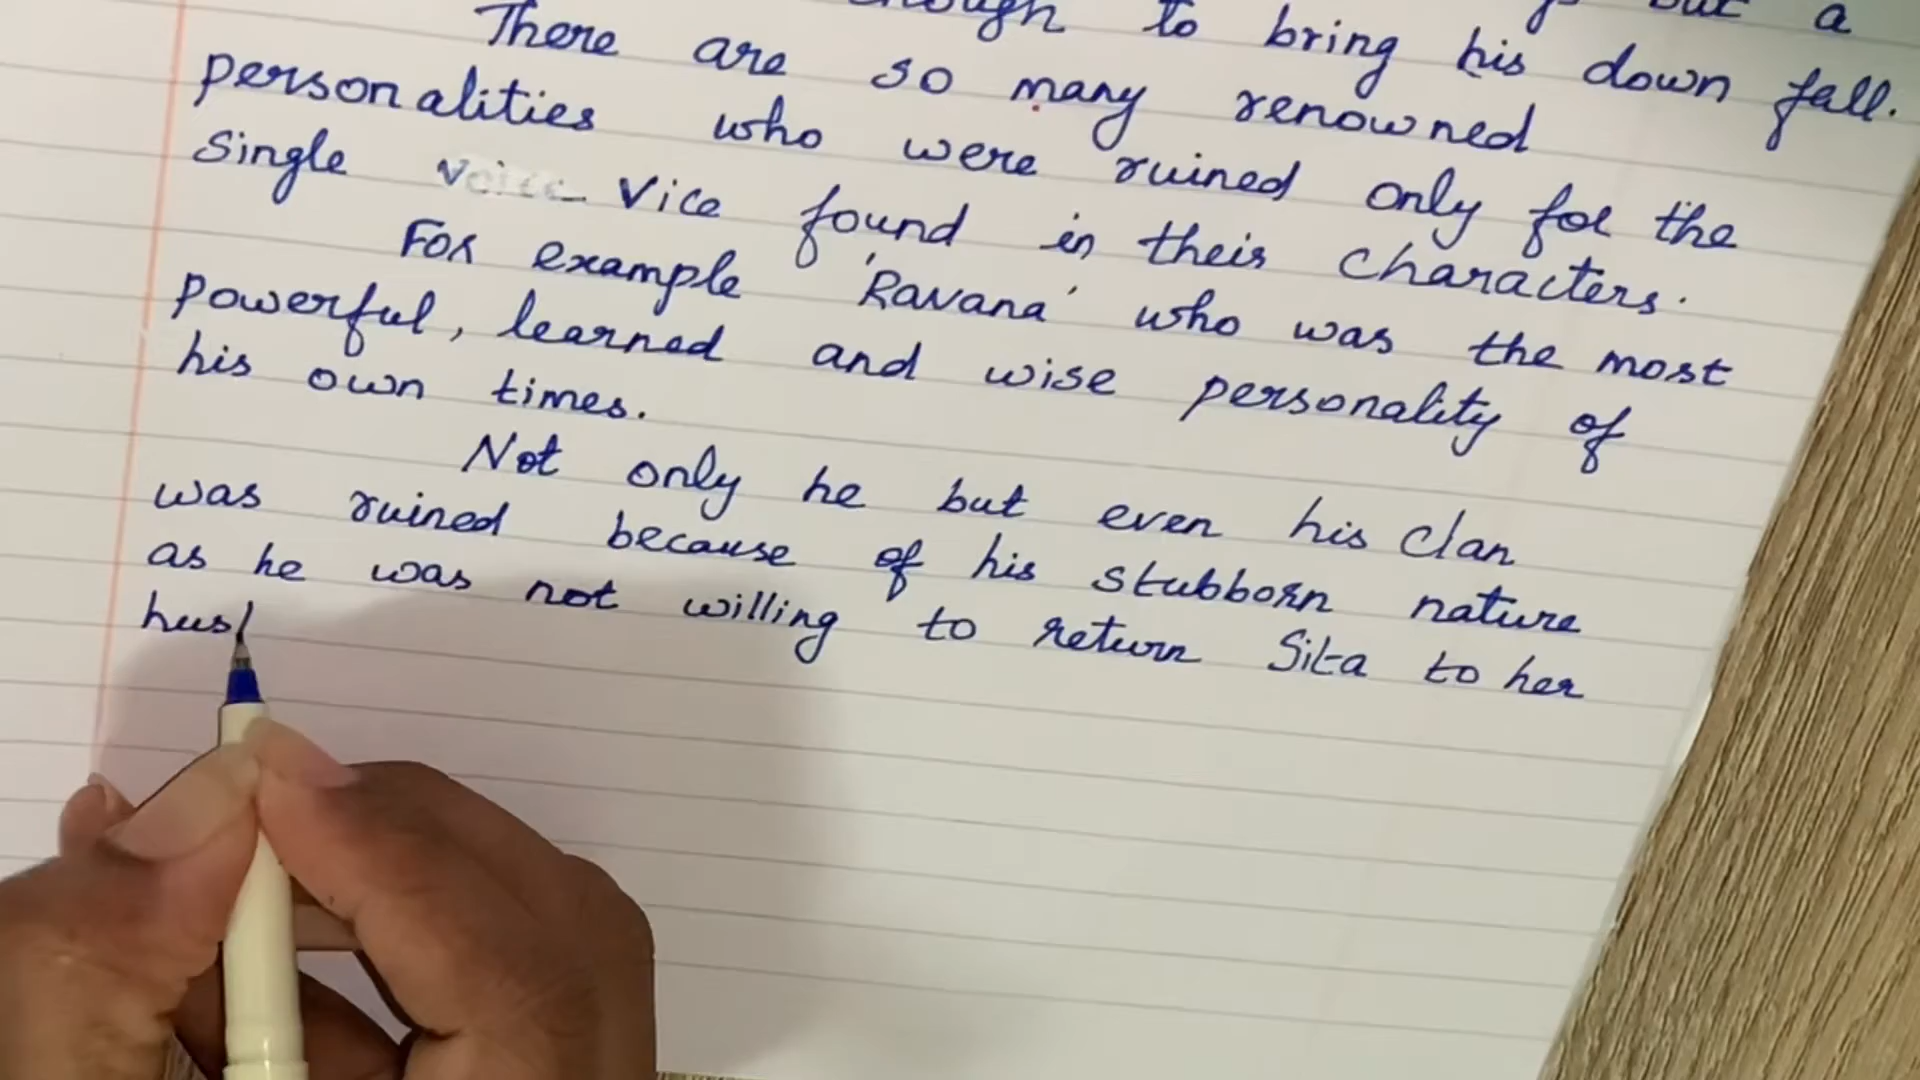 but a
to bring his down fall.
There are so many renowned
personalities who were ruined only for the
Single voice Vice found in their characters.
For example 'Ravana' who was the most
powerful, learned and wise personality of
his own times.
Not only he but even his clan
was ruined because of his stubborn nature
as he was not willing to return Sita to her